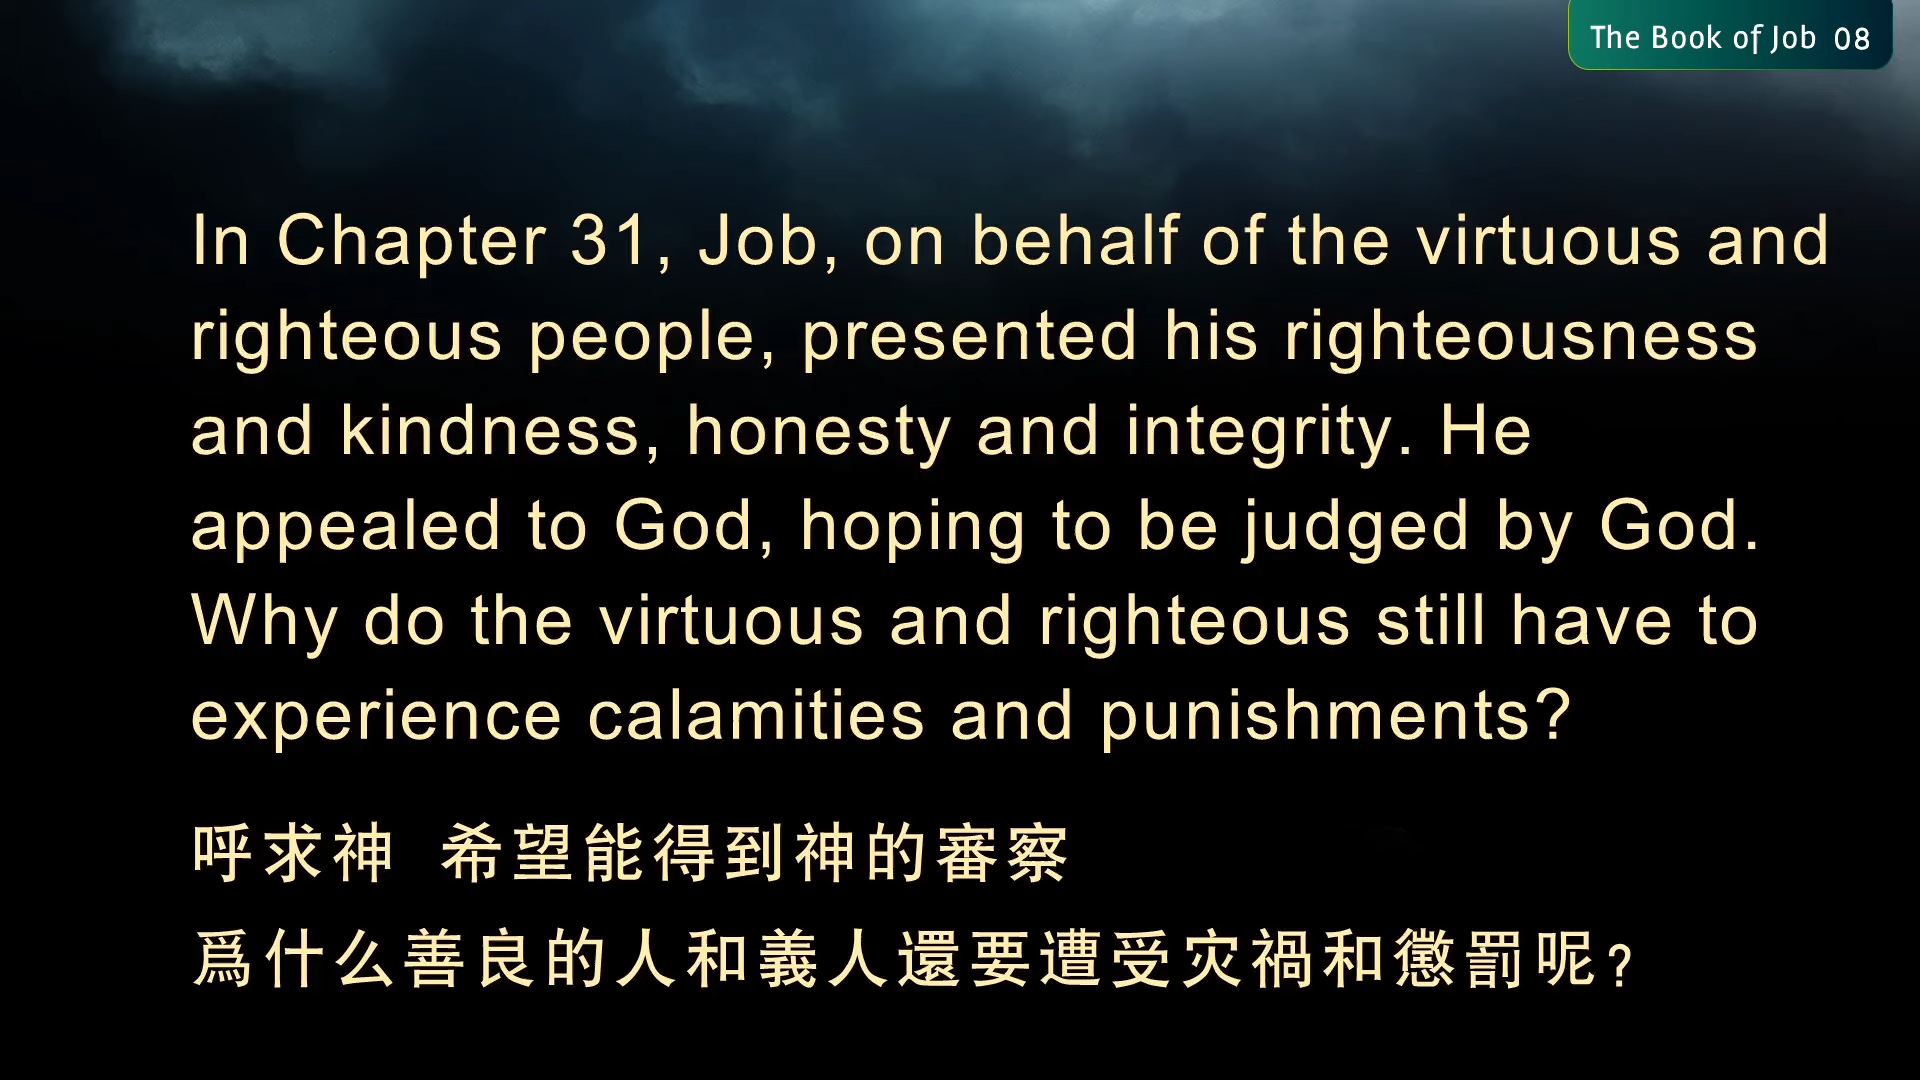 The Book of Job 08
In Chapter 31, Job, on behalf of the virtuous and
righteous people, presented his righteousness
and kindness, honesty and integrity. He
appealed to God, hoping to be judged by God.
Why do the virtuous and righteous still have to
experience calamities and punishments?
呼求神 希望能得到神的審察
爲什么善良的人和義人還要遭受灾禍和懲罰呢?